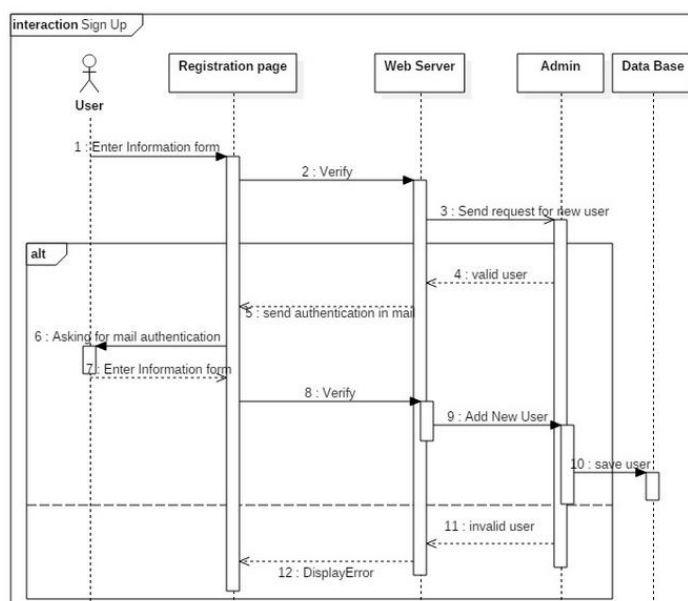 interaction Sign Up
Registration page
Web Server
Admin
Data Base
User
1 : Enter Information form
2 : Verify
3 : Send request for new user
alt
4 : valid user
5 : send authentication in mail
6 : Asking for mail authentication
7 : Enter Information form
8 : Verify
9 : Add New User
10 : save user
11 : invalid user
12 : DisplayError